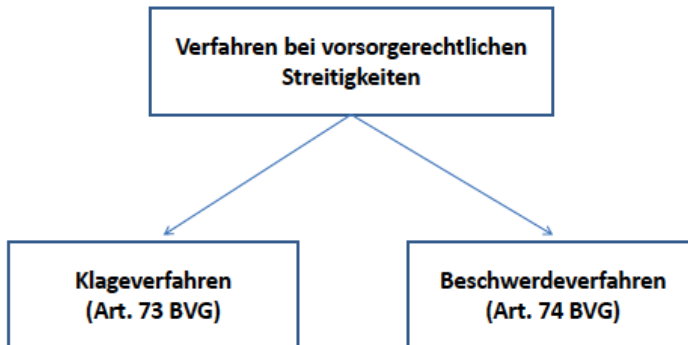 Verfahren bei vorsorgerechtlichen
Streitigkeiten
Klageverfahren
(Art. 73 BVG)
Beschwerdeverfahren
(Art. 74 BVG)